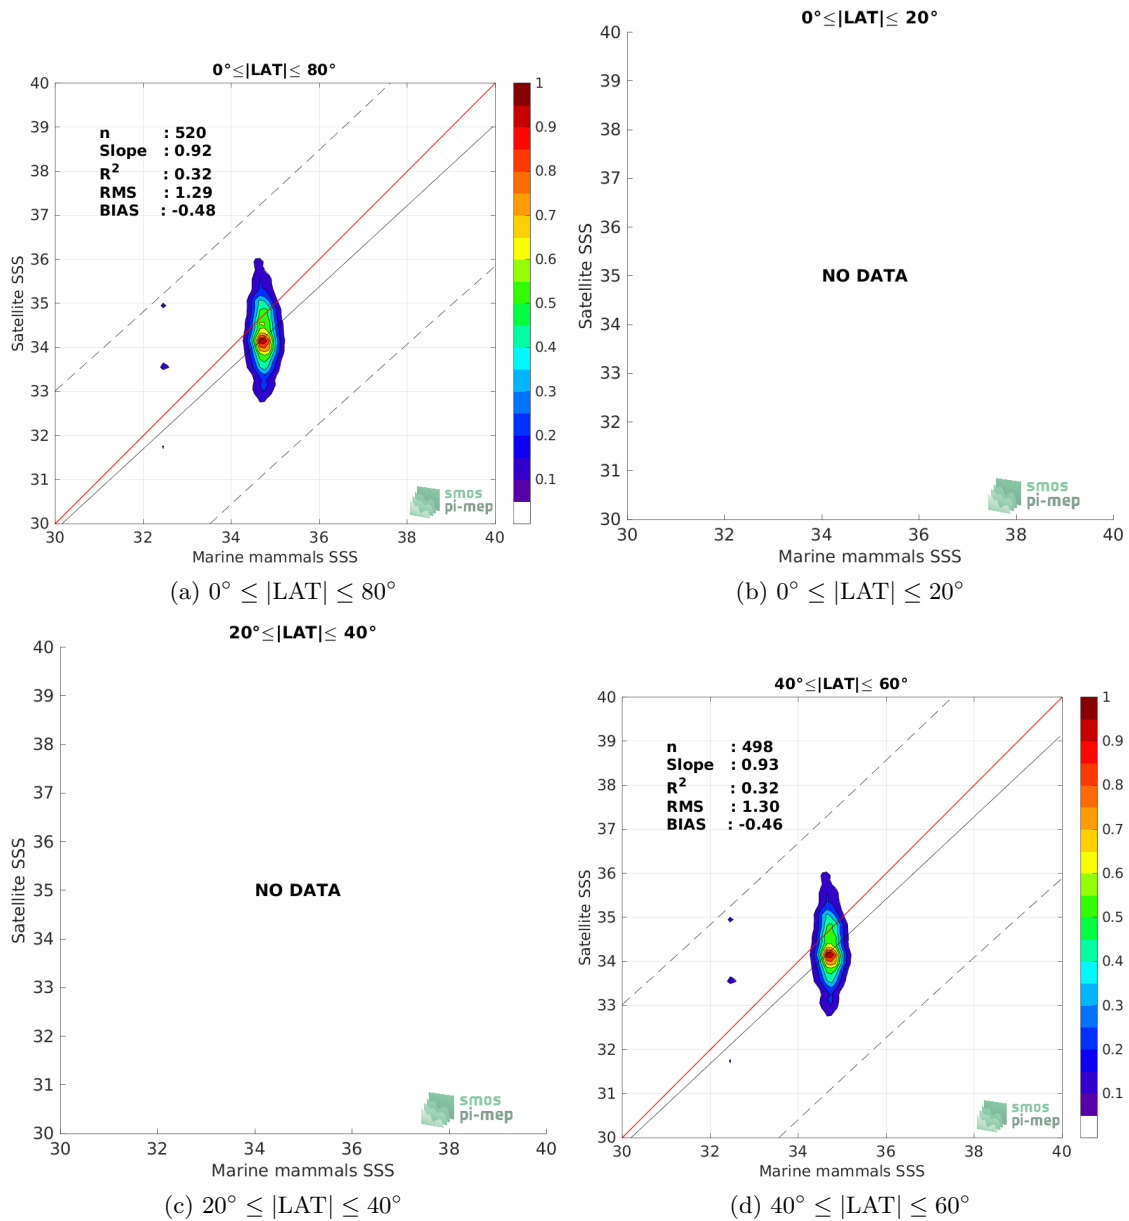 0°≤|LAT|≤ 80°
40
39
38
37
36
35
34
33
32
31
30
Satellite SSS
n : 520
Slope : 0.92
R² : 0.32
RMS : 1.29
BIAS : -0.48
1
0.9
0.8
0.7
0.6
0.5
0.4
0.3
0.2
0.1
smos
pi-mep
30 32 34 36 38 40
Marine mammals SSS
(a) 0° ≤ |LAT| ≤ 80°
0°≤|LAT|≤ 20°
40
39
38
37
36
35
34
33
32
31
30
Satellite SSS
NO DATA
smos
pi-mep
30 32 34 36 38 40
Marine mammals SSS
(b) 0° ≤ |LAT| ≤ 20°
20°≤|LAT|≤ 40°
40
39
38
37
36
35
34
33
32
31
30
Satellite SSS
NO DATA
smos
pi-mep
30 32 34 36 38 40
Marine mammals SSS
(c) 20° ≤ |LAT| ≤ 40°
40°≤|LAT|≤ 60°
40
39
38
37
36
35
34
33
32
31
30
Satellite SSS
n : 498
Slope : 0.93
R² : 0.32
RMS : 1.30
BIAS : -0.46
1
0.9
0.8
0.7
0.6
0.5
0.4
0.3
0.2
0.1
smos
pi-mep
30 32 34 36 38 40
Marine mammals SSS
(d) 40° ≤ |LAT| ≤ 60°